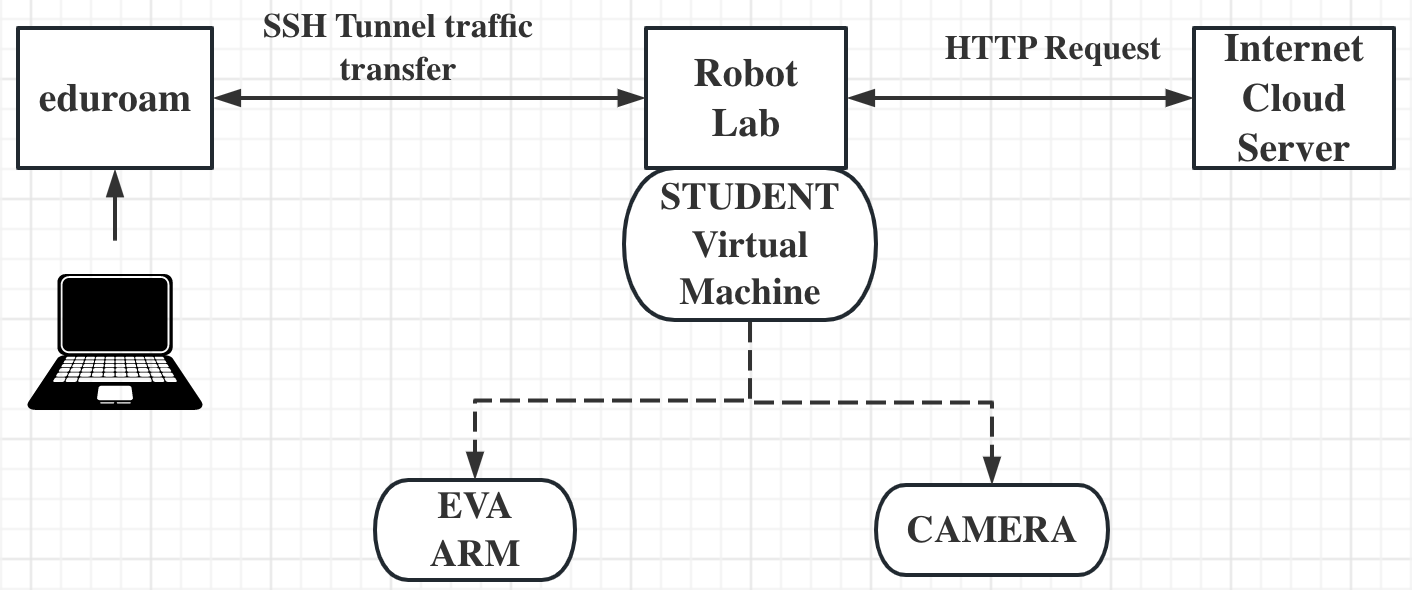 SSH Tunnel traffic
transfer
eduroam
Robot
Lab
HTTP Request
Internet
Cloud
Server
STUDENT
Virtual
Machine
EVA
ARM
CAMERA